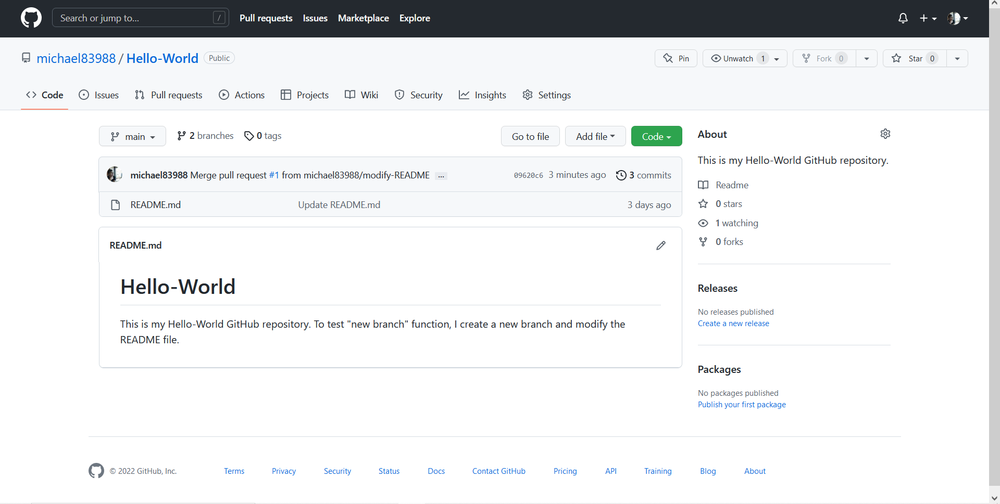 Search or jump to... /
Pull requests Issues Marketplace Explore
michael83988 / Hello-World Public
Pin Unwatch 1 Fork 0 Star 0
Code Issues Pull requests Actions Projects Wiki Security Insights Settings
main 2 branches 0 tags Go to file Add file Code
michael83988 Merge pull request #1 from michael83988/modify-README ... 09620c6 3 minutes ago 3 commits
README.md Update README.md 3 days ago
README.md
Hello-World
This is my Hello-World GitHub repository. To test "new branch" function, I create a new branch and modify the
README file.
About
This is my Hello-World GitHub repository.
Readme
0 stars
1 watching
0 forks
Releases
No releases published
Create a new release
Packages
No packages published
Publish your first package
© 2022 GitHub, Inc. Terms Privacy Security Status Docs Contact GitHub Pricing API Training Blog About